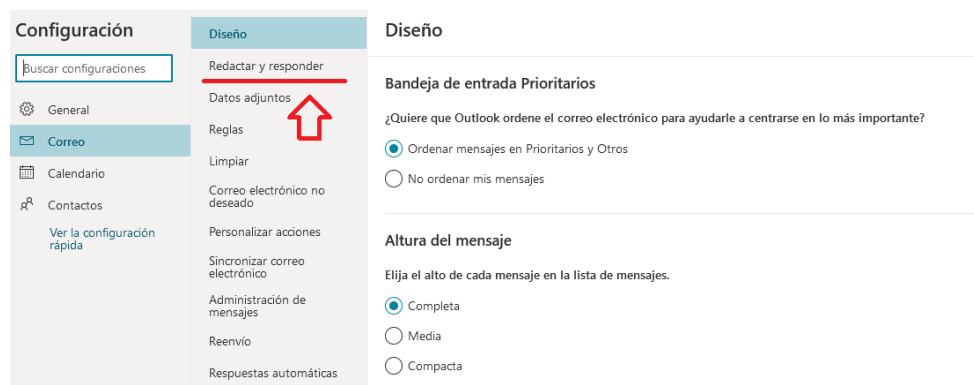 Configuración
Buscar configuraciones
General
Correo
Calendario
Contactos
Ver la configuración
rápida
Diseño
Redactar y responder
Datos adjuntos
Reglas
Limpiar
Correo electrónico no
deseado
Personalizar acciones
Sincronizar correo
electrónico
Administración de
mensajes
Reenvío
Respuestas automáticas
Diseño
Bandeja de entrada Prioritarios
¿Quiere que Outlook ordene el correo electrónico para ayudarle a centrarse en lo más importante?
Ordenar mensajes en Prioritarios y Otros
No ordenar mis mensajes
Altura del mensaje
Elija el alto de cada mensaje en la lista de mensajes.
Completa
Media
Compacta